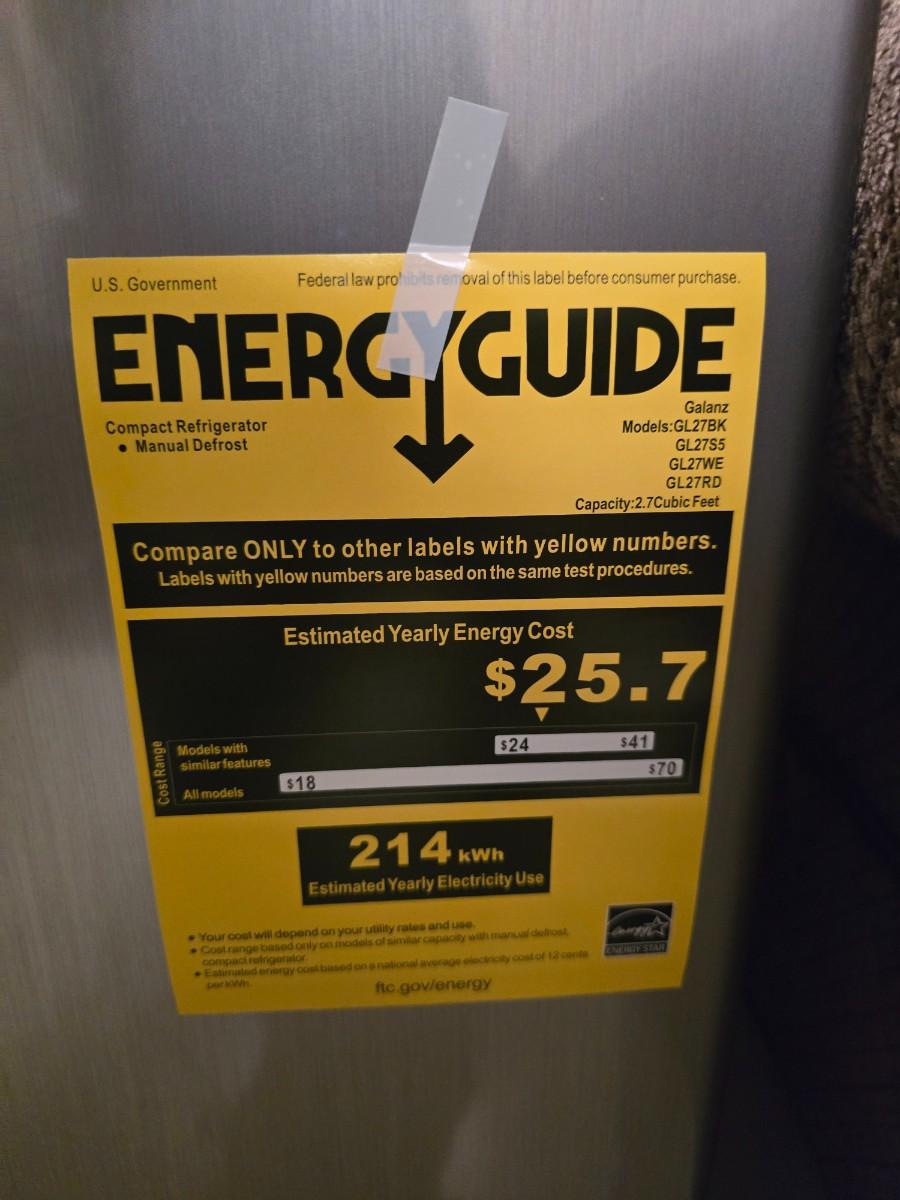 U.S. Government
Federal law prohibits removal of this label before consumer purchase.
ENERGYGUIDE
Compact Refrigerator
• Manual Defrost
Galanz
Models:GL27BK
GL27S5
GL27WE
GL27RD
Capacity:2.7Cubic Feet
Compare ONLY to other labels with yellow numbers.
Labels with yellow numbers are based on the same test procedures.
Estimated Yearly Energy Cost
$25.7
Cost Range
Models with
similar features
$24 $41
All models
$18 $70
214 kWh
Estimated Yearly Electricity Use
• Your cost will depend on your utility rates and use.
• Cost range based only on models of similar capacity with manual defrost,
compact refrigerator.
• Estimated energy cost based on a national average electricity cost of 12 cents
per kWh.
ftc.gov/energy
energy
ENERGY STAR